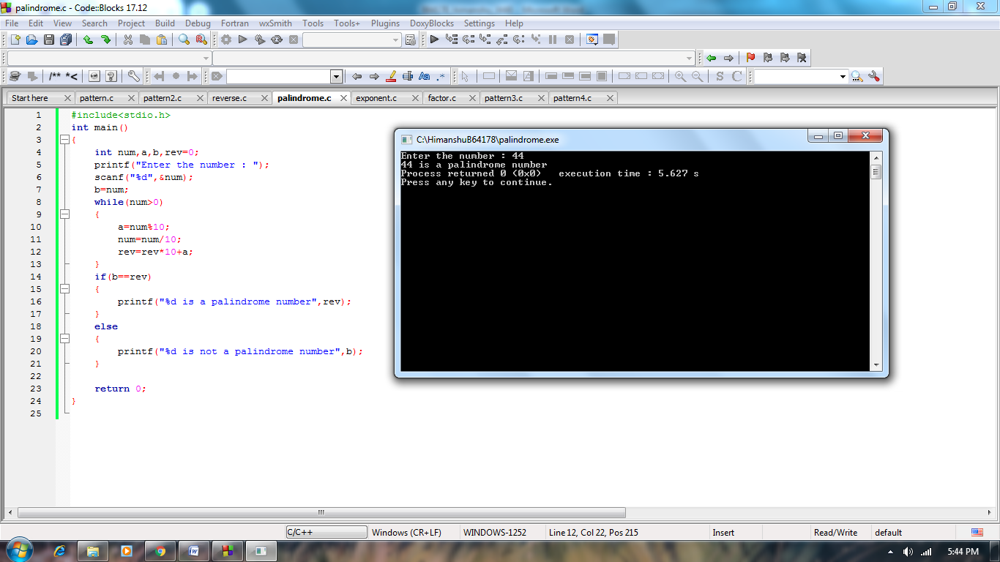 palindrome.c - Code::Blocks 17.12
File Edit View Search Project Build Debug Fortran wxSmith Tools Tools+ Plugins DoxyBlocks Settings Help
/** *<
Aa .*
S C
Start here pattern.c pattern2.c reverse.c palindrome.c exponent.c factor.c pattern3.c pattern4.c
1 #include<stdio.h>
2 int main()
3 {
4 int num,a,b,rev=0;
5 printf("Enter the number : ");
6 scanf("%d",&num);
7 b=num;
8 while(num>0)
9 {
10 a=num%10;
11 num=num/10;
12 rev=rev*10+a;
13 }
14 if(b==rev)
15 {
16 printf("%d is a palindrome number",rev);
17 }
18 else
19 {
20 printf("%d is not a palindrome number",b);
21 }
22
23 return 0;
24 }
25
C:\HimanshuB64178\palindrome.exe
Enter the number : 44
44 is a palindrome number
Process returned 0 (0x0) execution time : 5.627 s
Press any key to continue.
C/C++ Windows (CR+LF) WINDOWS-1252 Line 12, Col 22, Pos 215 Insert Read/Write default
5:44 PM